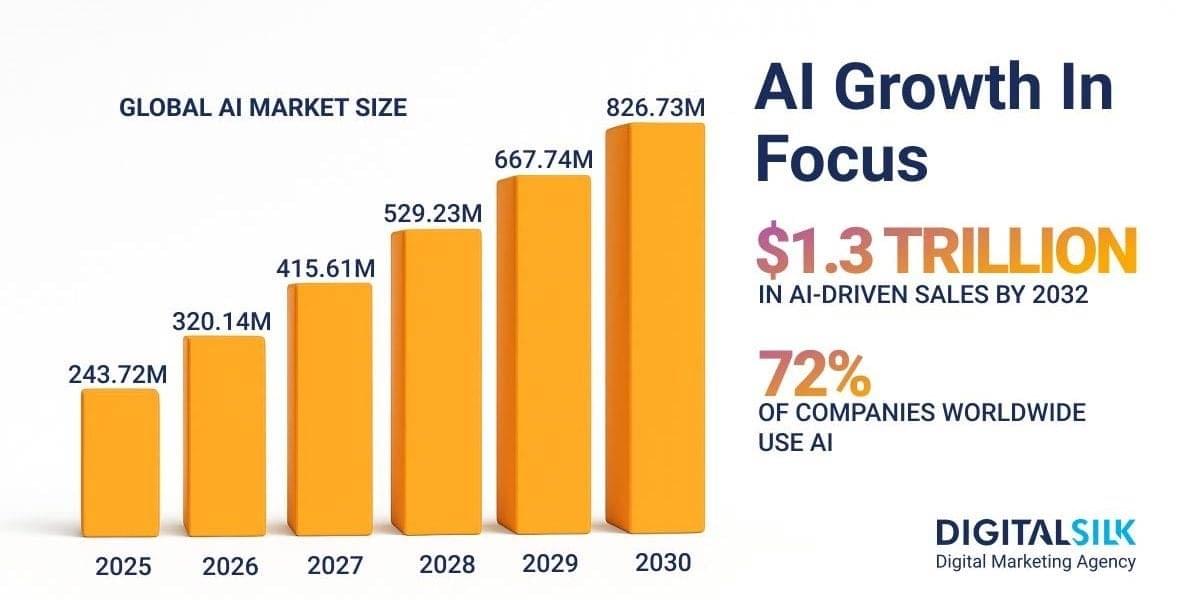 GLOBAL AI MARKET SIZE
243.72M
320.14M
415.61M
529.23M
667.74M
826.73M
2025
2026
2027
2028
2029
2030
AI Growth In
Focus
$1.3 TRILLION
IN AI-DRIVEN SALES BY 2032
72%
OF COMPANIES WORLDWIDE
USE AI
DIGITALSILK
Digital Marketing Agency